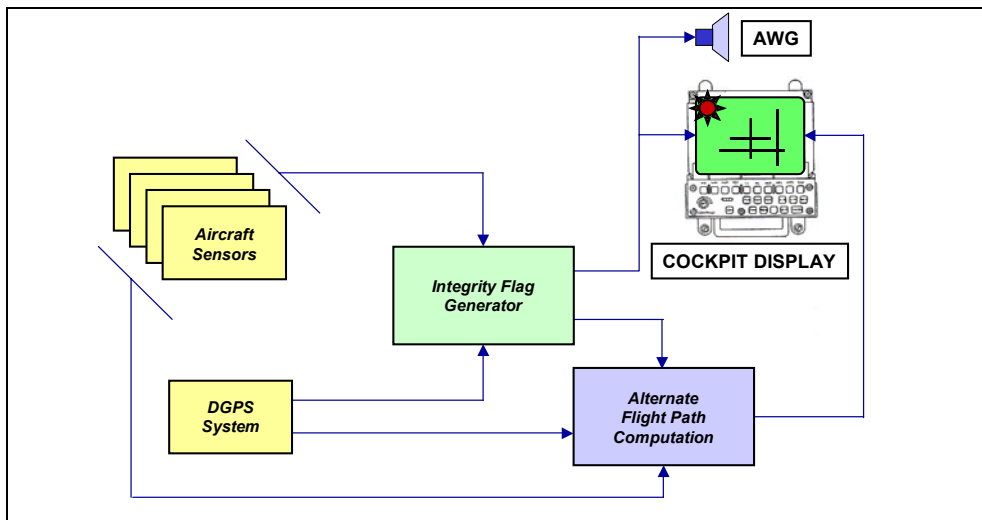 AWG
COCKPIT DISPLAY
Aircraft
Sensors
Integrity Flag
Generator
DGPS
System
Alternate
Flight Path
Computation